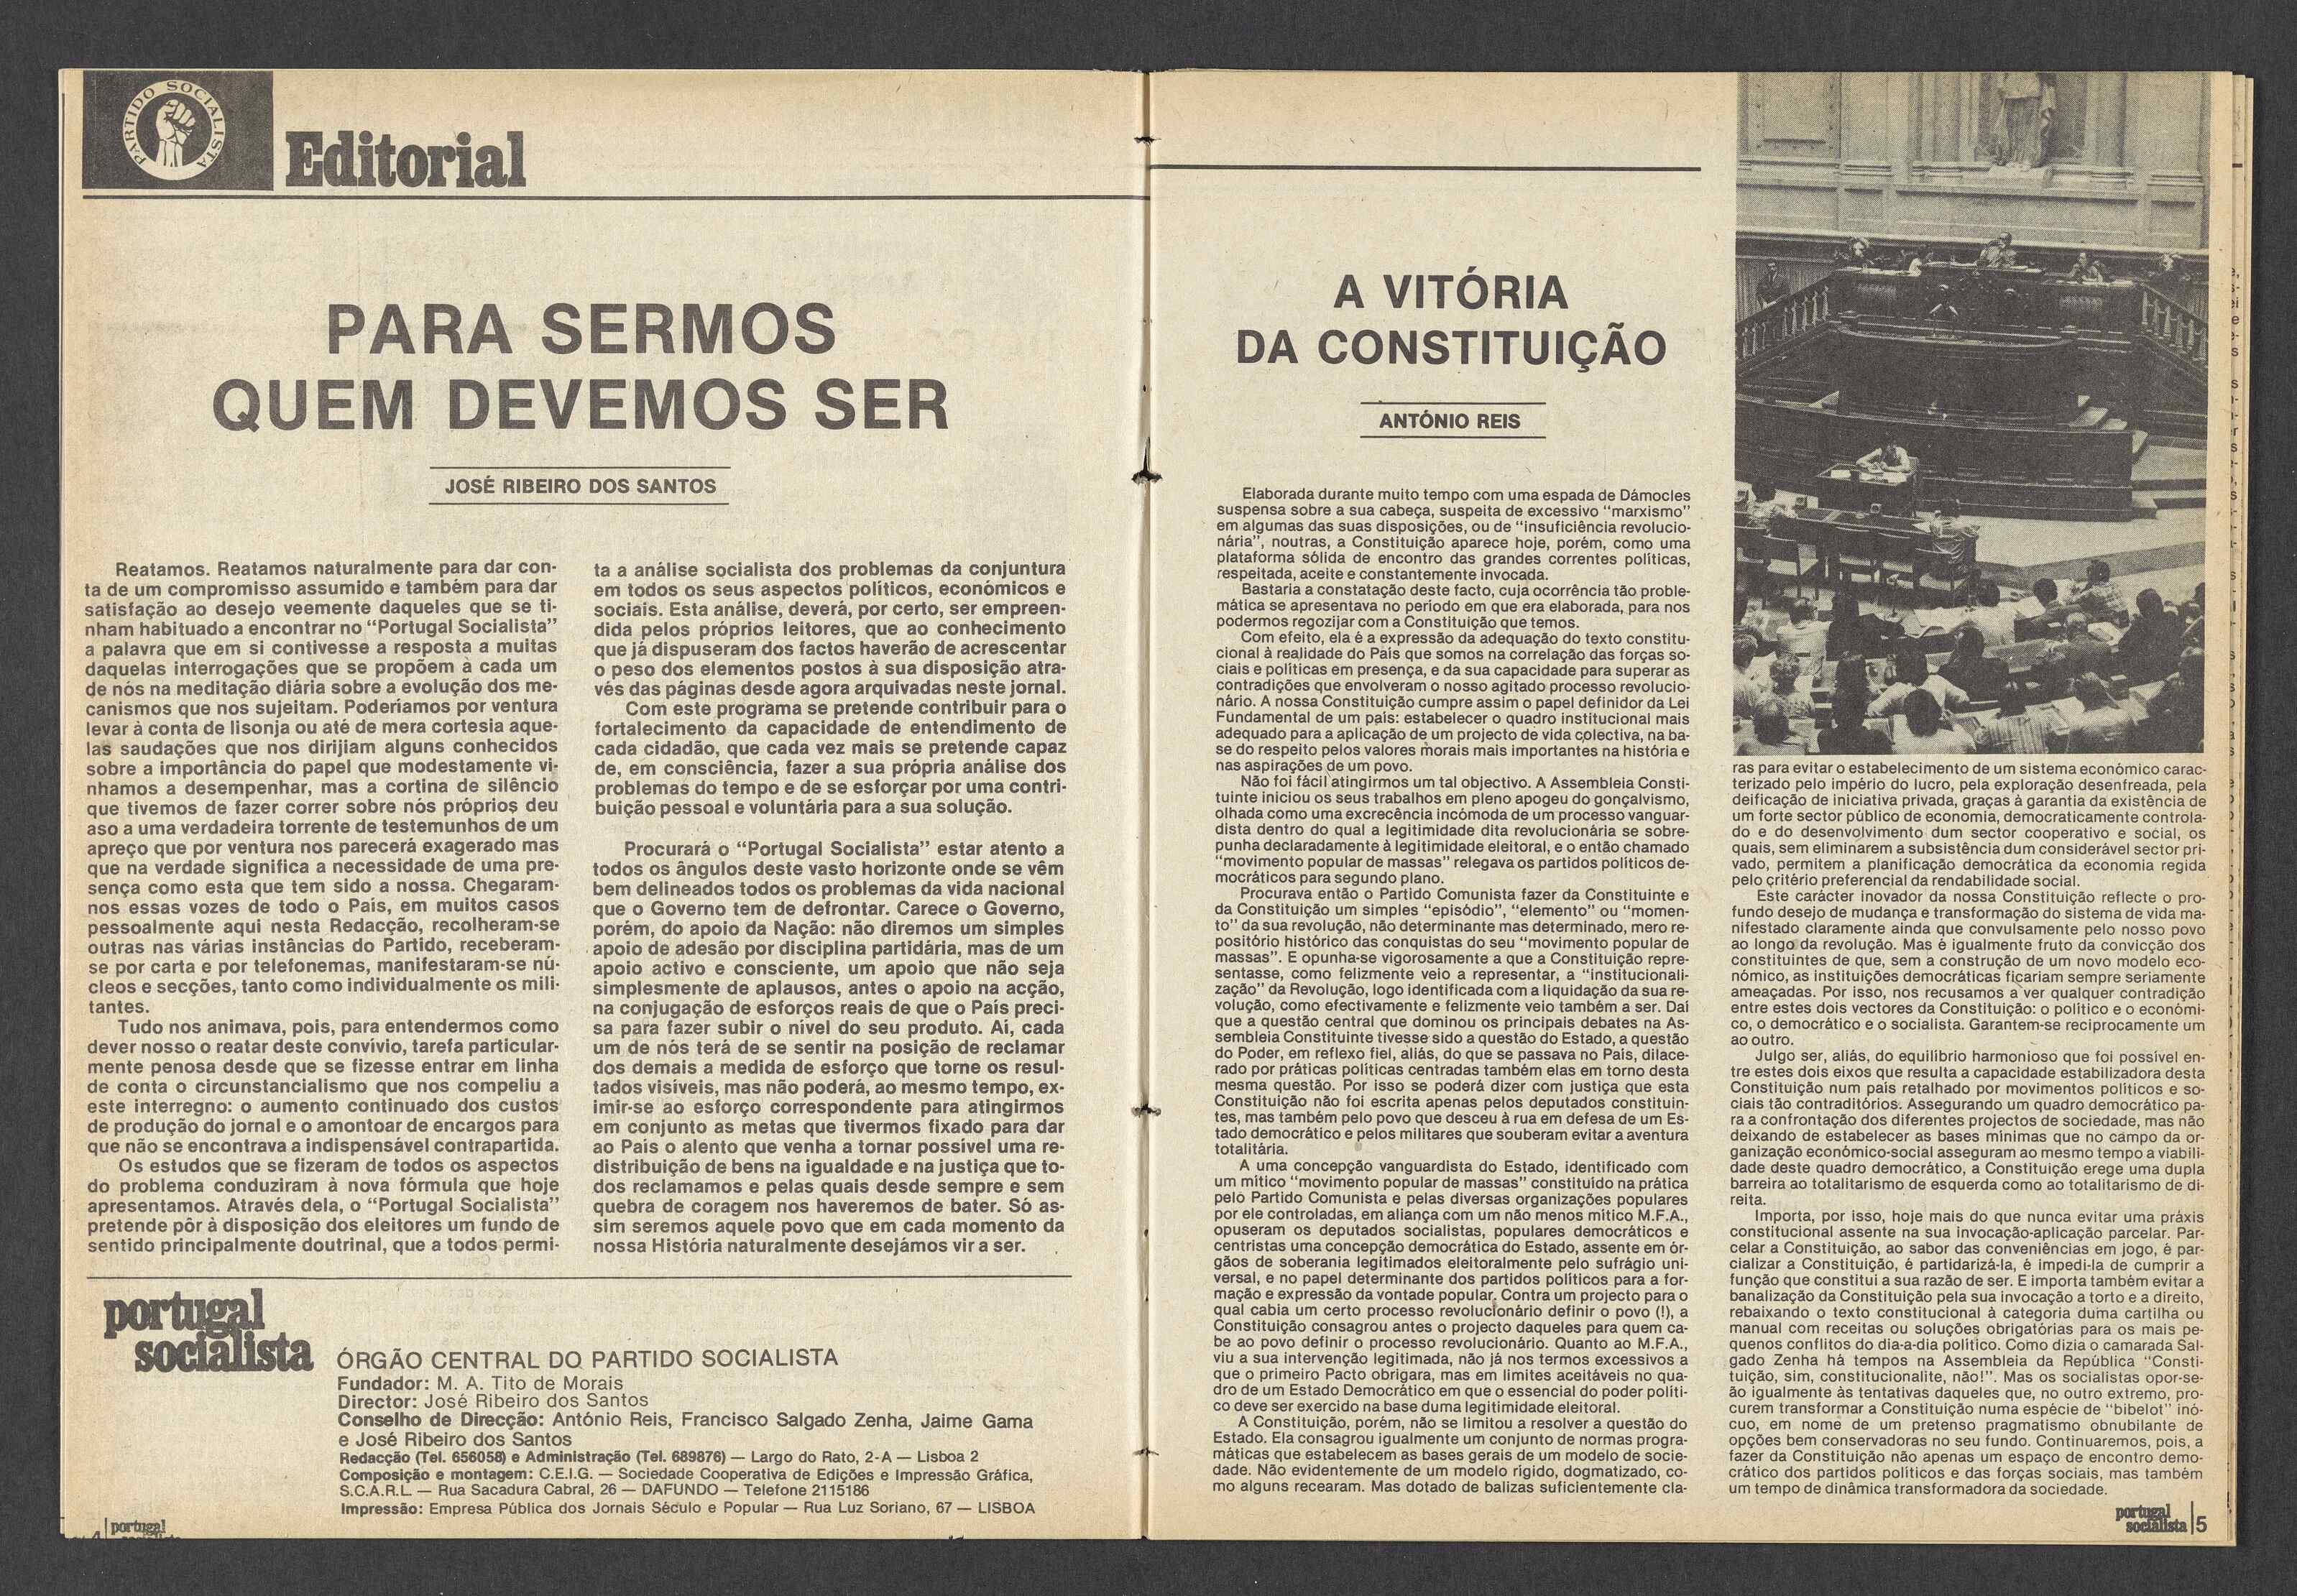 PARTIDO SOCIALISTA
Editorial
PARA SERMOS
QUEM DEVEMOS SER
JOSÉ RIBEIRO DOS SANTOS
Reatamos. Reatamos naturalmente para dar con-
ta de um compromisso assumido e também para dar
satisfação ao desejo veemente daqueles que se ti-
nham habituado a encontrar no "Portugal Socialista"
a palavra que em si contivesse a resposta a muitas
daquelas interrogações que se propõem à cada um
de nós na meditação diária sobre a evolução dos me-
canismos que nos sujeitam. Poderíamos por ventura
levar à conta de lisonja ou até de mera cortesia aque-
las saudações que nos dirijiam alguns conhecidos
sobre a importância do papel que modestamente vi-
nhamos a desempenhar, mas a cortina de silêncio
que tivemos de fazer correr sobre nós próprios deu
aso a uma verdadeira torrente de testemunhos de um
apreço que por ventura nos parecerá exagerado mas
que na verdade significa a necessidade de uma pre-
sença como esta que tem sido a nossa. Chegaram-
nos essas vozes de todo o País, em muitos casos
pessoalmente aqui nesta Redacção, recolheram-se
outras nas várias instâncias do Partido, receberam-
se por carta e por telefonemas, manifestaram-se nú-
cleos e secções, tanto como individualmente os mili-
tantes.
Tudo nos animava, pois, para entendermos como
dever nosso o reatar deste convívio, tarefa particular-
mente penosa desde que se fizesse entrar em linha
de conta o circunstancialismo que nos compeliu a
este interregno: o aumento continuado dos custos
de produção do jornal e o amontoar de encargos para
que não se encontrava a indispensável contrapartida.
Os estudos que se fizeram de todos os aspectos
do problema conduziram à nova fórmula que hoje
apresentamos. Através dela, o "Portugal Socialista"
pretende pôr à disposição dos eleitores um fundo de
sentido principalmente doutrinal, que a todos permi-
ta a análise socialista dos problemas da conjuntura
em todos os seus aspectos políticos, económicos e
sociais. Esta análise, deverá, por certo, ser empreen-
dida pelos próprios leitores, que ao conhecimento
que já dispuseram dos factos haverão de acrescentar
o peso dos elementos postos à sua disposição atra-
vés das páginas desde agora arquivadas neste jornal.
Com este programa se pretende contribuir para o
fortalecimento da capacidade de entendimento de
cada cidadão, que cada vez mais se pretende capaz
de, em consciência, fazer a sua própria análise dos
problemas do tempo e de se esforçar por uma contri-
buição pessoal e voluntária para a sua solução.
Procurará o "Portugal Socialista" estar atento a
todos os ângulos deste vasto horizonte onde se vêm
bem delineados todos os problemas da vida nacional
que o Governo tem de defrontar. Carece o Governo,
porém, do apoio da Nação: não diremos um simples
apoio de adesão por disciplina partidária, mas de um
apoio activo e consciente, um apoio que não seja
simplesmente de aplausos, antes o apoio na acção,
na conjugação de esforços reais de que o País preci-
sa para fazer subir o nível do seu produto. Aí, cada
um de nós terá de se sentir na posição de reclamar
dos demais a medida de esforço que torne os resul-
tados visíveis, mas não poderá, ao mesmo tempo, ex-
imir-se ao esforço correspondente para atingirmos
em conjunto as metas que tivermos fixado para dar
ao País o alento que venha a tornar possível uma re-
distribuição de bens na igualdade e na justiça que to-
dos reclamamos e pelas quais desde sempre e sem
quebra de coragem nos haveremos de bater. Só as-
sim seremos aquele povo que em cada momento da
nossa História naturalmente desejámos vir a ser.
portugal
socialista
ÓRGÃO CENTRAL DO PARTIDO SOCIALISTA
Fundador: M. A. Tito de Morais
Director: José Ribeiro dos Santos
Conselho de Direcção: António Reis, Francisco Salgado Zenha, Jaime Gama
e José Ribeiro dos Santos
Redacção (Tel. 656058) e Administração (Tel. 689876) — Largo do Rato, 2-A — Lisboa 2
Composição e montagem: C.E.I.G. — Sociedade Cooperativa de Edições e Impressão Gráfica,
S.C.A.R.L. — Rua Sacadura Cabral, 26 — DAFUNDO — Telefone 2115186
Impressão: Empresa Pública dos Jornais Século e Popular — Rua Luz Soriano, 67 — LISBOA
4 portugal
A VITÓRIA
DA CONSTITUIÇÃO
ANTÓNIO REIS
Elaborada durante muito tempo com uma espada de Dámocles
suspensa sobre a sua cabeça, suspeita de excessivo "marxismo"
em algumas das suas disposições, ou de "insuficiência revolucio-
nária", noutras, a Constituição aparece hoje, porém, como uma
plataforma sólida de encontro das grandes correntes políticas,
respeitada, aceite e constantemente invocada.
Bastaria a constatação deste facto, cuja ocorrência tão proble-
mática se apresentava no período em que era elaborada, para nos
podermos regozijar com a Constituição que temos.
Com efeito, ela é a expressão da adequação do texto constitu-
cional à realidade do País que somos na correlação das forças so-
ciais e políticas em presença, e da sua capacidade para superar as
contradições que envolveram o nosso agitado processo revolucio-
nário. A nossa Constituição cumpre assim o papel definidor da Lei
Fundamental de um país: estabelecer o quadro institucional mais
adequado para a aplicação de um projecto de vida colectiva, na ba-
se do respeito pelos valores morais mais importantes na história e
nas aspirações de um povo.
Não foi fácil atingirmos um tal objectivo. A Assembleia Consti-
tuinte iniciou os seus trabalhos em pleno apogeu do gonçalvismo,
olhada como uma excrecência incómoda de um processo vanguar-
dista dentro do qual a legitimidade dita revolucionária se sobre-
punha declaradamente à legitimidade eleitoral, e o então chamado
"movimento popular de massas" relegava os partidos políticos de-
mocráticos para segundo plano.
Procurava então o Partido Comunista fazer da Constituinte e
da Constituição um simples "episódio", "elemento" ou "momen-
to" da sua revolução, não determinante mas determinado, mero re-
positório histórico das conquistas do seu "movimento popular de
massas". E opunha-se vigorosamente a que a Constituição repre-
sentasse, como felizmente veio a representar, a "institucionali-
zação" da Revolução, logo identificada com a liquidação da sua re-
volução, como efectivamente e felizmente veio também a ser. Daí
que a questão central que dominou os principais debates na As-
sembleia Constituinte tivesse sido a questão do Estado, a questão
do Poder, em reflexo fiel, aliás, do que se passava no País, dilace-
rado por práticas políticas centradas também elas em torno desta
mesma questão. Por isso se poderá dizer com justiça que esta
Constituição não foi escrita apenas pelos deputados constituin-
tes, mas também pelo povo que desceu à rua em defesa de um Es-
tado democrático e pelos militares que souberam evitar a aventura
totalitária.
A uma concepção vanguardista do Estado, identificado com
um mítico "movimento popular de massas" constituído na prática
pelo Partido Comunista e pelas diversas organizações populares
por ele controladas, em aliança com um não menos mítico M.F.A.,
opuseram os deputados socialistas, populares democráticos e
centristas uma concepção democrática do Estado, assente em ór-
gãos de soberania legitimados eleitoralmente pelo sufrágio uni-
versal, e no papel determinante dos partidos políticos para a for-
mação e expressão da vontade popular. Contra um projecto para o
qual cabia um certo processo revolucionário definir o povo (!), a
Constituição consagrou antes o projecto daqueles para quem ca-
be ao povo definir o processo revolucionário. Quanto ao M.F.A.,
viu a sua intervenção legitimada, não já nos termos excessivos a
que o primeiro Pacto obrigara, mas em limites aceitáveis no qua-
dro de um Estado Democrático em que o essencial do poder políti-
co deve ser exercido na base duma legitimidade eleitoral.
A Constituição, porém, não se limitou a resolver a questão do
Estado. Ela consagrou igualmente um conjunto de normas progra-
máticas que estabelecem as bases gerais de um modelo de socie-
dade. Não evidentemente de um modelo rígido, dogmatizado, co-
mo alguns recearam. Mas dotado de balizas suficientemente cla-
ras para evitar o estabelecimento de um sistema económico carac-
terizado pelo império do lucro, pela exploração desenfreada, pela
deificação de iniciativa privada, graças à garantia da existência de
um forte sector público de economia, democraticamente controla-
do e do desenvolvimento dum sector cooperativo e social, os
quais, sem eliminarem a subsistência dum considerável sector pri-
vado, permitem a planificação democrática da economia regida
pelo critério preferencial da rendabilidade social.
Este carácter inovador da nossa Constituição reflecte o pro-
fundo desejo de mudança e transformação do sistema de vida ma-
nifestado claramente ainda que convulsamente pelo nosso povo
ao longo da revolução. Mas é igualmente fruto da convicção dos
constituintes de que, sem a construção de um novo modelo eco-
nómico, as instituições democráticas ficariam sempre seriamente
ameaçadas. Por isso, nos recusamos a ver qualquer contradição
entre estes dois vectores da Constituição: o político e o económi-
co, o democrático e o socialista. Garantem-se reciprocamente um
ao outro.
Julgo ser, aliás, do equilíbrio harmonioso que foi possível en-
tre estes dois eixos que resulta a capacidade estabilizadora desta
Constituição num país retalhado por movimentos políticos e so-
ciais tão contraditórios. Assegurando um quadro democrático pa-
ra a confrontação dos diferentes projectos de sociedade, mas não
deixando de estabelecer as bases mínimas que no campo da or-
ganização económico-social asseguram ao mesmo tempo a viabili-
dade deste quadro democrático, a Constituição erege uma dupla
barreira ao totalitarismo de esquerda como ao totalitarismo de di-
reita.
Importa, por isso, hoje mais do que nunca evitar uma práxis
constitucional assente na sua invocação-aplicação parcelar. Par-
celar a Constituição, ao sabor das conveniências em jogo, é par-
cializar a Constituição, é partidarizá-la, é impedi-la de cumprir a
função que constitui a sua razão de ser. E importa também evitar a
banalização da Constituição pela sua invocação a torto e a direito,
rebaixando o texto constitucional à categoria duma cartilha ou
manual com receitas ou soluções obrigatórias para os mais pe-
quenos conflitos do dia-a-dia político. Como dizia o camarada Sal-
gado Zenha há tempos na Assembleia da República "Consti-
tuição, sim, constitucionalite, não!". Mas os socialistas opor-se-
ão igualmente às tentativas daqueles que, no outro extremo, pro-
curem transformar a Constituição numa espécie de "bibelot" inó-
cuo, em nome de um pretenso pragmatismo obnubilante de
opções bem conservadoras no seu fundo. Continuaremos, pois, a
fazer da Constituição não apenas um espaço de encontro demo-
crático dos partidos políticos e das forças sociais, mas também
um tempo de dinâmica transformadora da sociedade.
portugal
socialista 5